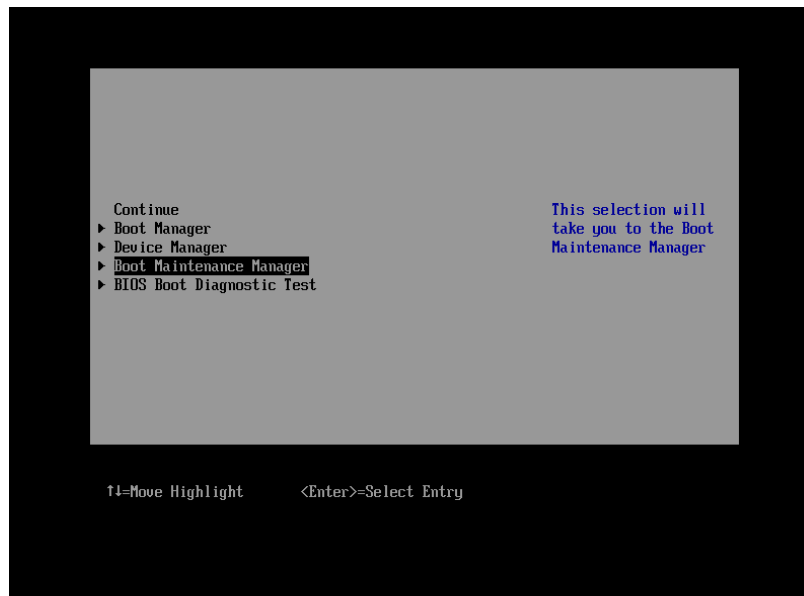 Continue
Boot Manager
Device Manager
Boot Maintenance Manager
BIOS Boot Diagnostic Test
This selection will
take you to the Boot
Maintenance Manager
↑↓=Move Highlight <Enter>=Select Entry